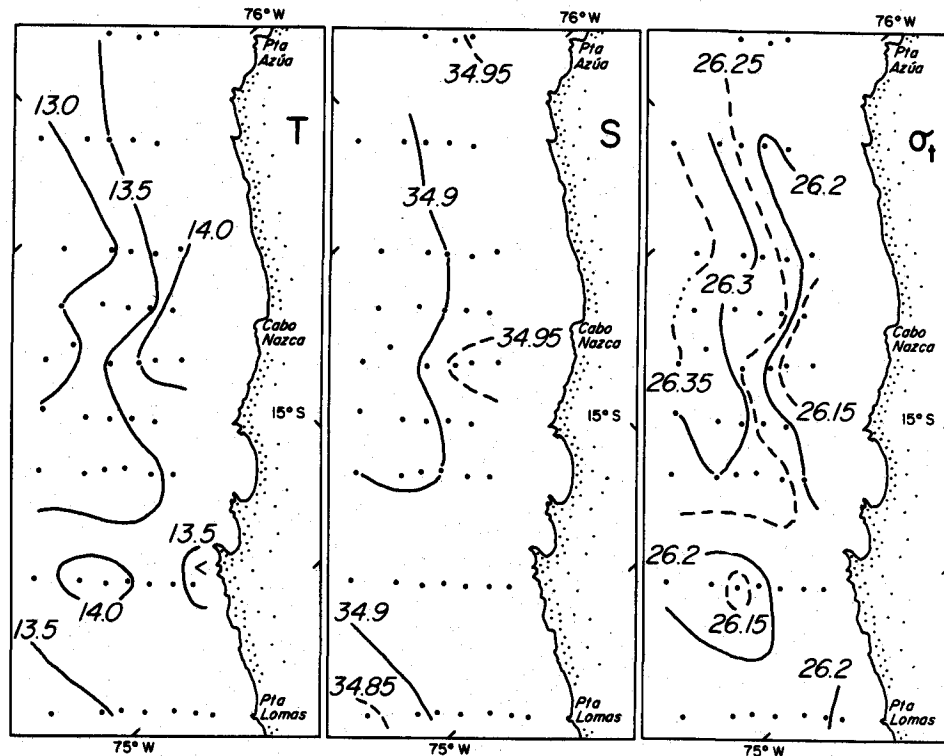 76° W
Pta
Azúa
13.0
T
13.5
14.0
Cabo
Nazca
15° S
13.5
<
14.0
13.5
Pta
Lomas
75° W
76° W
Pta
Azúa
34.95
S
34.9
Cabo
Nazca
34.95
15° S
34.9
34.85
Pta
Lomas
75° W
76° W
Pta
Azúa
26.25
σt
26.2
26.3
Cabo
Nazca
26.35
26.15
15° S
26.2
26.15
26.2
Pta
Lomas
75° W